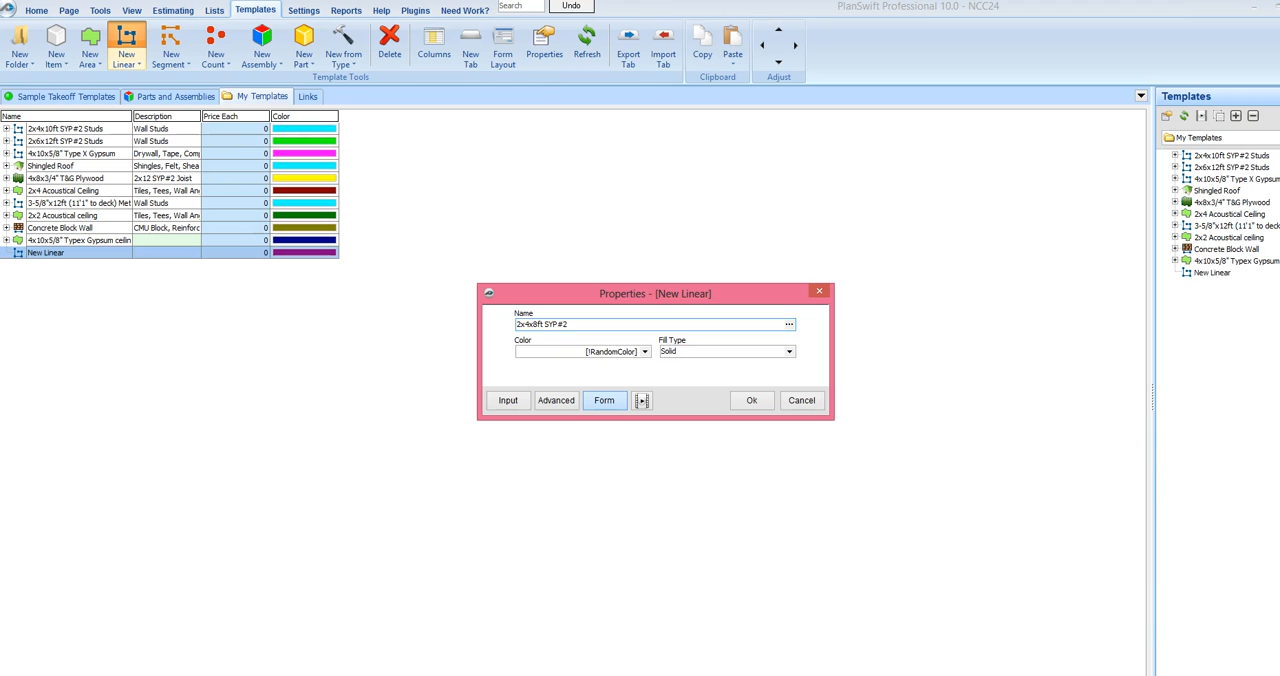 Home Page Tools View Estimating Lists Templates Settings Reports Help Plugins Need Work? Search Undo PlanSwift Professional 10.0 - NCC24
New Folder New Item New Area New Linear New Segment New Count New Assembly New Part New from Type Delete Columns New Tab Form Layout Properties Refresh Export Tab Import Tab Copy Paste
Template Tools Clipboard Adjust
Sample Takeoff Templates Parts and Assemblies My Templates Links
Name Description Price Each Color
2x4x10ft SYP#2 Studs Wall Studs 0
2x6x12ft SYP#2 Studs Wall Studs 0
4x10x5/8" Type X Gypsum Drywall, Tape, Com 0
Shingled Roof Shingles, Felt, Shea 0
4x8x3/4" T&G Plywood 2x12 SYP#2 Joist 0
2x4 Acoustical Ceiling Tiles, Tees, Wall An 0
3-5/8"x12ft (11'1" to deck) Met Wall Studs 0
2x2 Acoustical ceiling Tiles, Tees, Wall An 0
Concrete Block Wall CMU Block, Reinforc 0
4x10x5/8" Typex Gypsum ceilin 0
New Linear 0
Properties - [New Linear]
Name
2x4x8ft SYP#2 ...
Color Fill Type
[!RandomColor] Solid
Input Advanced Form Ok Cancel
Templates
My Templates
2x4x10ft SYP#2 Studs
2x6x12ft SYP#2 Studs
4x10x5/8" Type X Gypsum
Shingled Roof
4x8x3/4" T&G Plywood
2x4 Acoustical Ceiling
3-5/8"x12ft (11'1" to deck
2x2 Acoustical ceiling
Concrete Block Wall
4x10x5/8" Typex Gypsum
New Linear